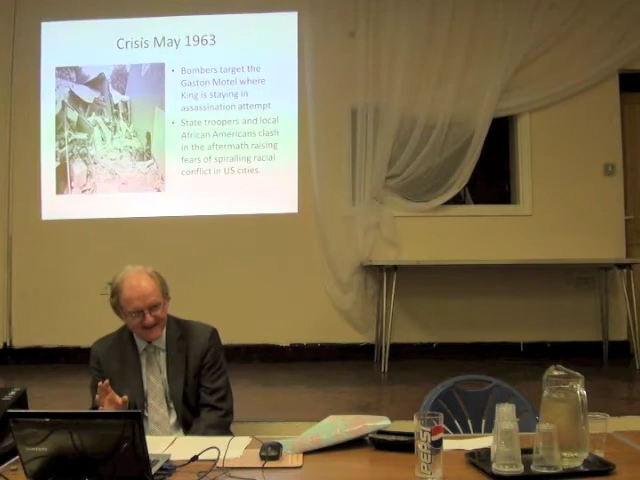 Crisis May 1963
• Bombers target the
Gaston Motel where
King is staying in
assassination attempt
• State troopers and local
African Americans clash
in the aftermath raising
fears of spiralling racial
conflict in US cities.
SAMSUNG
PEPSI